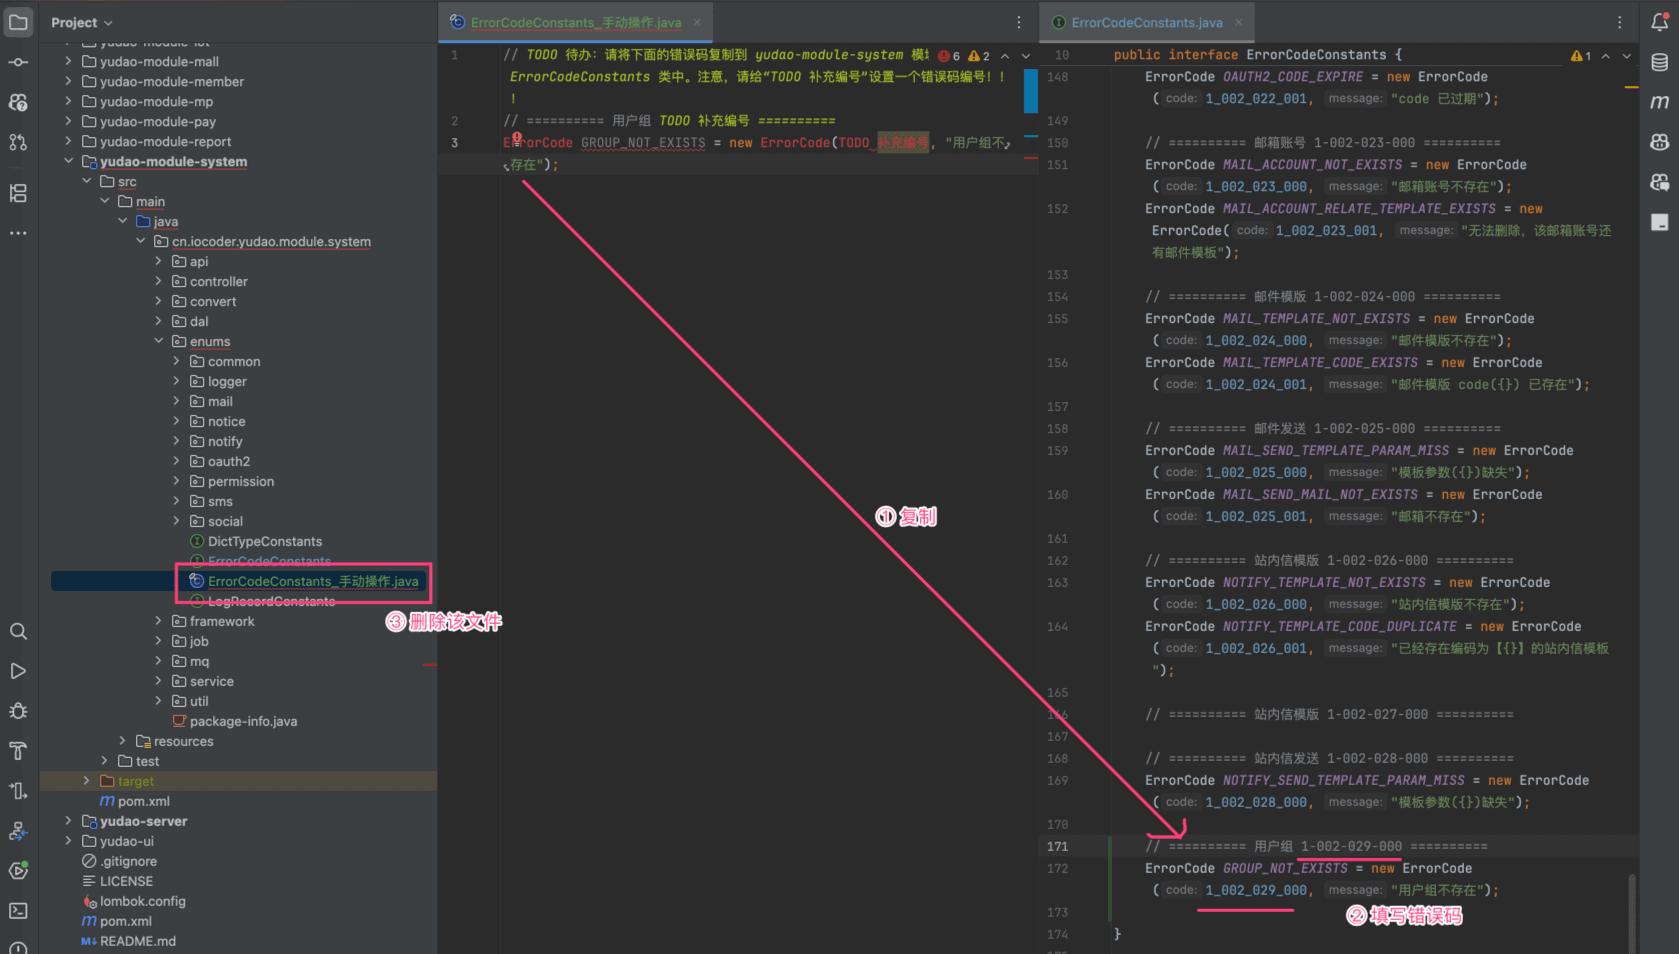 Project
yudao-module-iot
yudao-module-mall
yudao-module-member
yudao-module-mp
yudao-module-pay
yudao-module-report
yudao-module-system
src
main
java
cn.iocoder.yudao.module.system
api
controller
convert
dal
enums
common
logger
mail
notice
notify
oauth2
permission
sms
social
DictTypeConstants
ErrorCodeConstants
ErrorCodeConstants_手动操作.java
LogRecordConstants
③ 删除该文件
framework
job
mq
service
util
package-info.java
resources
test
target
pom.xml
yudao-server
yudao-ui
.gitignore
LICENSE
lombok.config
pom.xml
README.md
ErrorCodeConstants_手动操作.java
1 // TODO 待办：请将下面的错误码复制到 yudao-module-system 模块 6 2
ErrorCodeConstants 类中。注意，请给“TODO 补充编号”设置一个错误码编号！！
！
2 // ========== 用户组 TODO 补充编号 ==========
3 ErrorCode GROUP_NOT_EXISTS = new ErrorCode(TODO_补充编号, "用户组不
存在");
① 复制
ErrorCodeConstants.java
10 public interface ErrorCodeConstants { 1
148 ErrorCode OAUTH2_CODE_EXPIRE = new ErrorCode
( code: 1_002_022_001, message: "code 已过期");
149
150 // ========== 邮箱账号 1-002-023-000 ==========
151 ErrorCode MAIL_ACCOUNT_NOT_EXISTS = new ErrorCode
( code: 1_002_023_000, message: "邮箱账号不存在");
152 ErrorCode MAIL_ACCOUNT_RELATE_TEMPLATE_EXISTS = new
ErrorCode( code: 1_002_023_001, message: "无法删除，该邮箱账号还
有邮件模板");
153
154 // ========== 邮件模版 1-002-024-000 ==========
155 ErrorCode MAIL_TEMPLATE_NOT_EXISTS = new ErrorCode
( code: 1_002_024_000, message: "邮件模版不存在");
156 ErrorCode MAIL_TEMPLATE_CODE_EXISTS = new ErrorCode
( code: 1_002_024_001, message: "邮件模版 code({}) 已存在");
157
158 // ========== 邮件发送 1-002-025-000 ==========
159 ErrorCode MAIL_SEND_TEMPLATE_PARAM_MISS = new ErrorCode
( code: 1_002_025_000, message: "模板参数({})缺失");
160 ErrorCode MAIL_SEND_MAIL_NOT_EXISTS = new ErrorCode
( code: 1_002_025_001, message: "邮箱不存在");
161
162 // ========== 站内信模版 1-002-026-000 ==========
163 ErrorCode NOTIFY_TEMPLATE_NOT_EXISTS = new ErrorCode
( code: 1_002_026_000, message: "站内信模版不存在");
164 ErrorCode NOTIFY_TEMPLATE_CODE_DUPLICATE = new ErrorCode
( code: 1_002_026_001, message: "已经存在编码为【{}】的站内信模板
");
165
166 // ========== 站内信模版 1-002-027-000 ==========
167
168 // ========== 站内信发送 1-002-028-000 ==========
169 ErrorCode NOTIFY_SEND_TEMPLATE_PARAM_MISS = new ErrorCode
( code: 1_002_028_000, message: "模板参数({})缺失");
170
171 // ========== 用户组 1-002-029-000 ==========
172 ErrorCode GROUP_NOT_EXISTS = new ErrorCode
( code: 1_002_029_000, message: "用户组不存在");
173
② 填写错误码
174 }